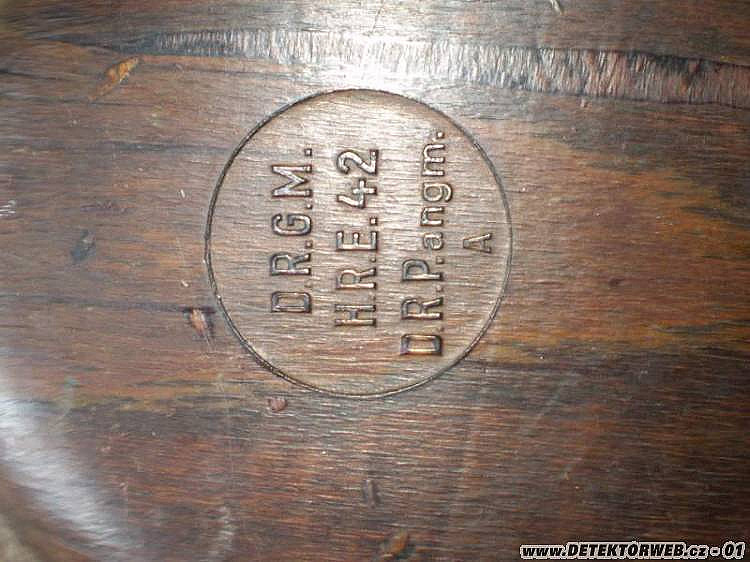 D.R.G.M.
H.R.E.42
D.R.P.angm.
A
www.DETEKTORWEB.cz - 01